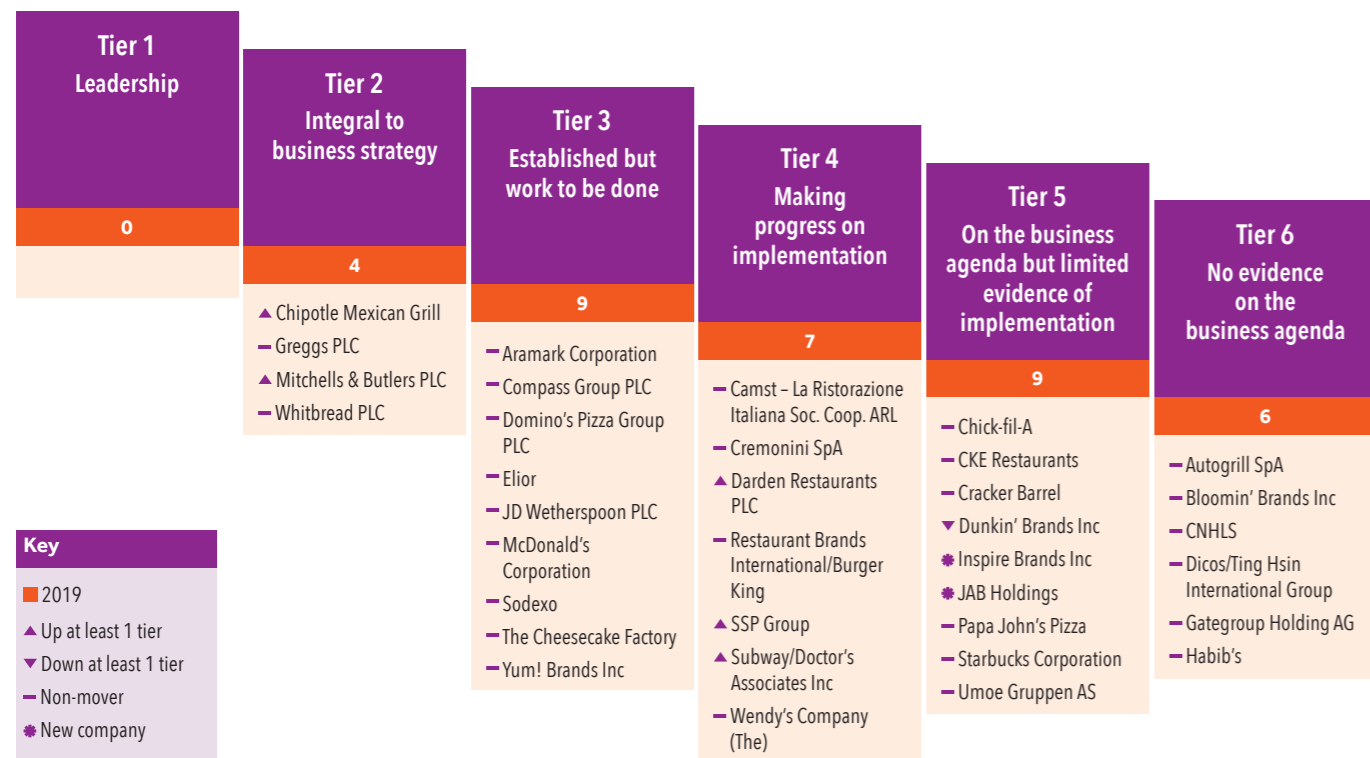 Tier 1
Leadership
0
Tier 2
Integral to
business strategy
4
Chipotle Mexican Grill
Greggs PLC
Mitchells & Butlers PLC
Whitbread PLC
Tier 3
Established but
work to be done
9
Aramark Corporation
Compass Group PLC
Domino's Pizza Group
PLC
Elior
JD Wetherspoon PLC
McDonald's
Corporation
Sodexo
The Cheesecake Factory
Yum! Brands Inc
Tier 4
Making
progress on
implementation
7
Camst – La Ristorazione
Italiana Soc. Coop. ARL
Cremonini SpA
Darden Restaurants
PLC
Restaurant Brands
International/Burger
King
SSP Group
Subway/Doctor's
Associates Inc
Wendy's Company
(The)
Tier 5
On the business
agenda but limited
evidence of
implementation
9
Chick-fil-A
CKE Restaurants
Cracker Barrel
Dunkin' Brands Inc
Inspire Brands Inc
JAB Holdings
Papa John's Pizza
Starbucks Corporation
Umoe Gruppen AS
Tier 6
No evidence
on the
business agenda
6
Autogrill SpA
Bloomin' Brands Inc
CNHLS
Dicos/Ting Hsin
International Group
Gategroup Holding AG
Habib's
Key
2019
Up at least 1 tier
Down at least 1 tier
Non-mover
New company